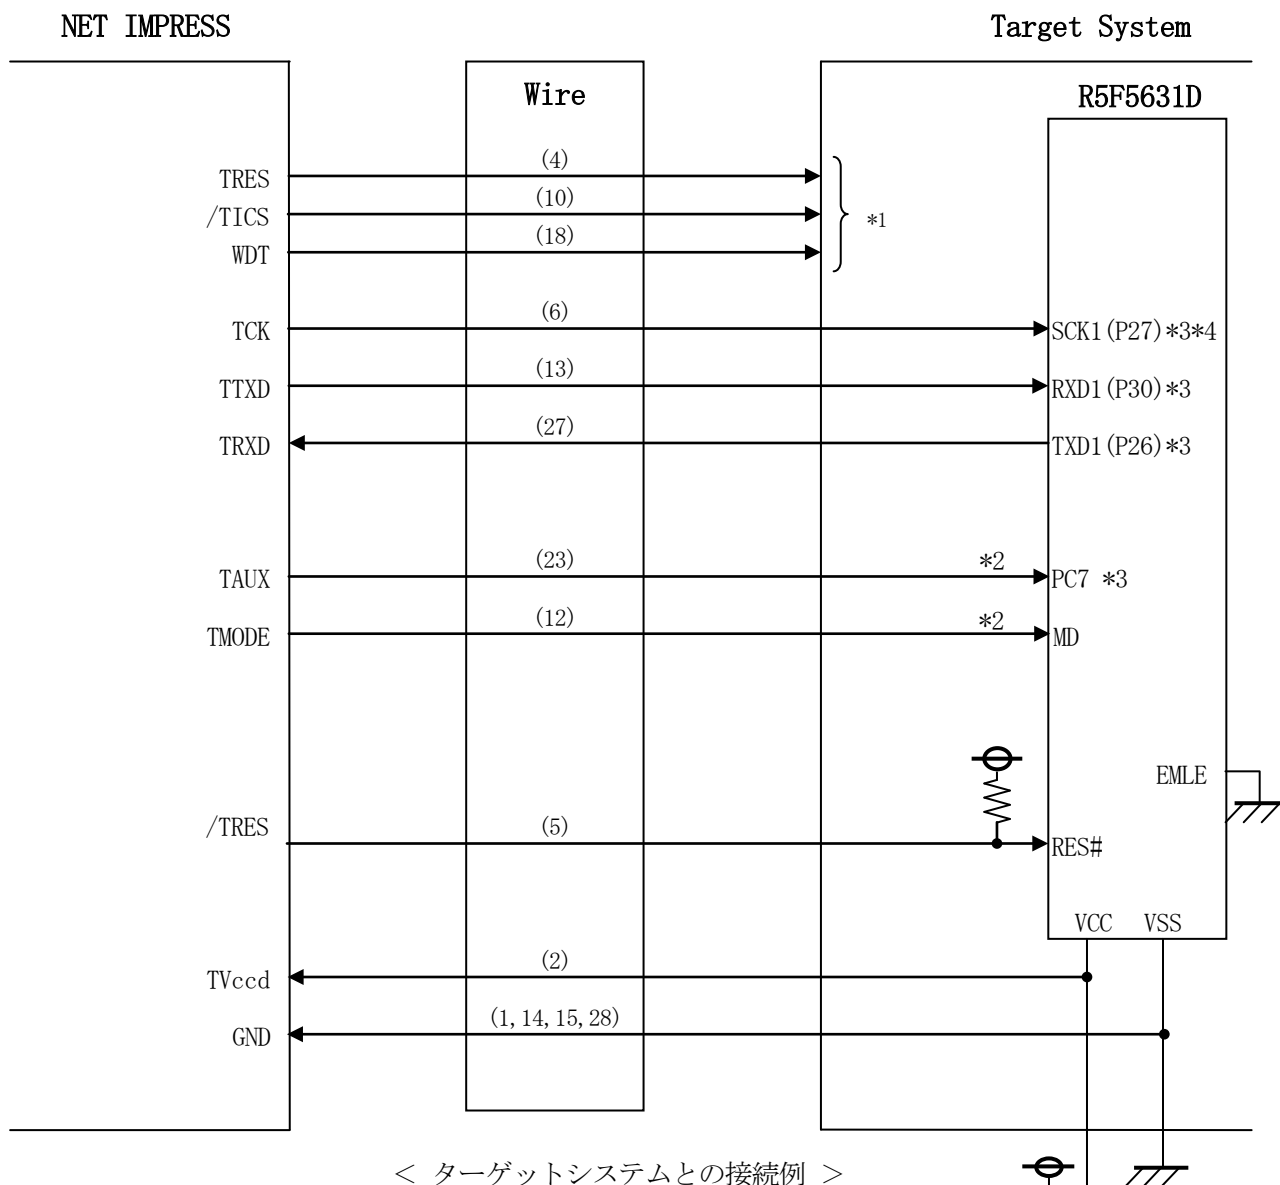 NET IMPRESS
Target System
Wire
R5F5631D
TRES
(4)
/TICS
(10)
*1
WDT
(18)
TCK
(6)
SCK1(P27)*3*4
TTXD
(13)
RXD1(P30)*3
TRXD
(27)
TXD1(P26)*3
TAUX
(23)
*2
PC7 *3
TMODE
(12)
*2
MD
EMLE
/TRES
(5)
RES#
VCC
VSS
TVccd
(2)
GND
(1,14,15,28)
< ターゲットシステムとの接続例 >